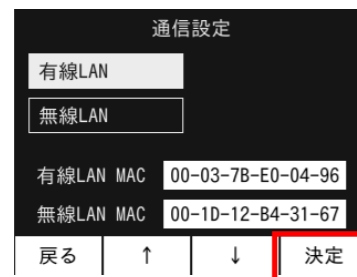 通信設定
有線LAN
無線LAN
有線LAN MAC 00-03-7B-E0-04-96
無線LAN MAC 00-1D-12-B4-31-67
戻る ↑ ↓ 決定